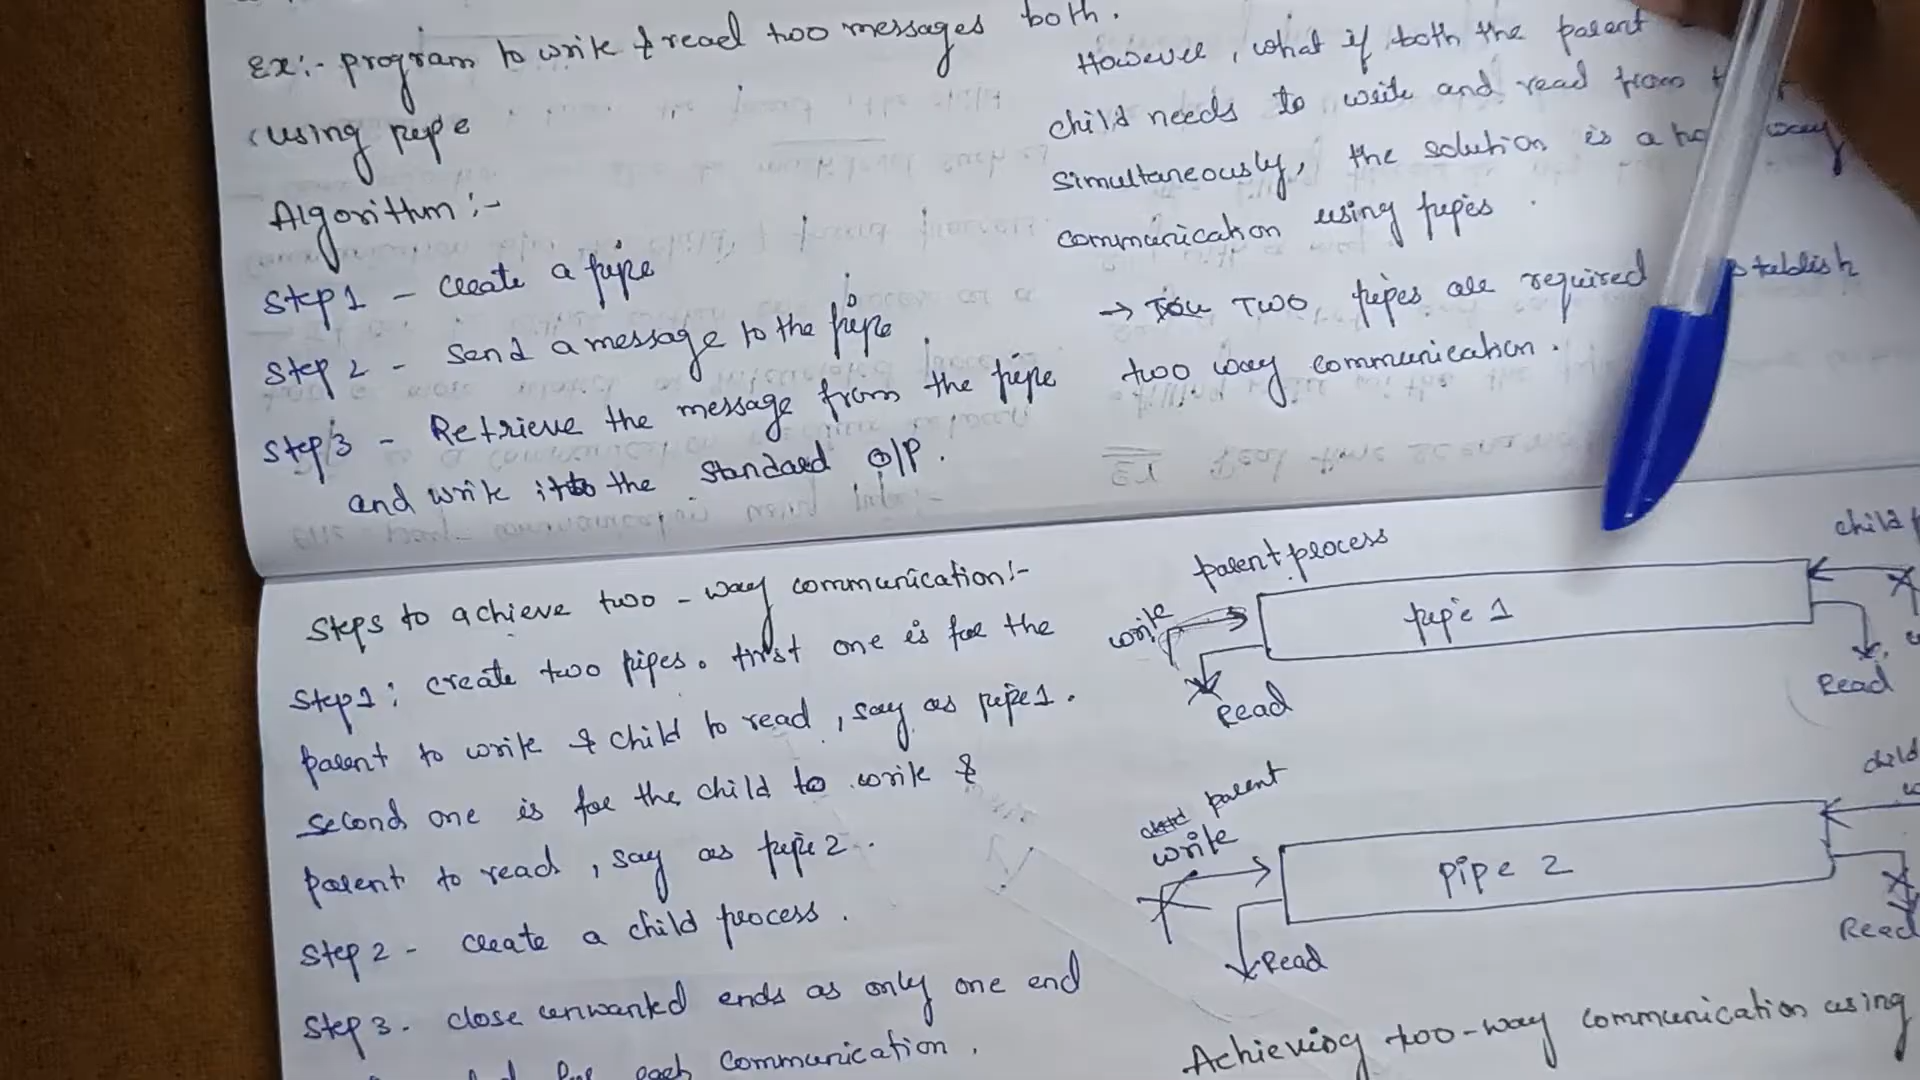 Ex:- program to write & read two messages
using pipe
Algorithm :-
Step 1 - create a pipe
Step 2 - Send a message to the pipe
Step 3 - Retrieve the message from the pipe
and write it to the standard O/P.
both.
However, what if both the parent
child needs to write and read from
simultaneously, the solution is a way
communication using pipes.
→ Two pipes are required
two way communication.
Steps to achieve two-way communication:-
Step1: create two pipes. first one is for the
parent to write & child to read, say as pipe1.
second one is for the child to write &
parent to read, say as pipe 2.
Step 2 - create a child process.
Step 3. close unwanted ends as only one end
each communication.
parent process
child
write
pipe 1
Read
Read
child
parent
write
pipe 2
Read
Read
Achieving two-way communication using